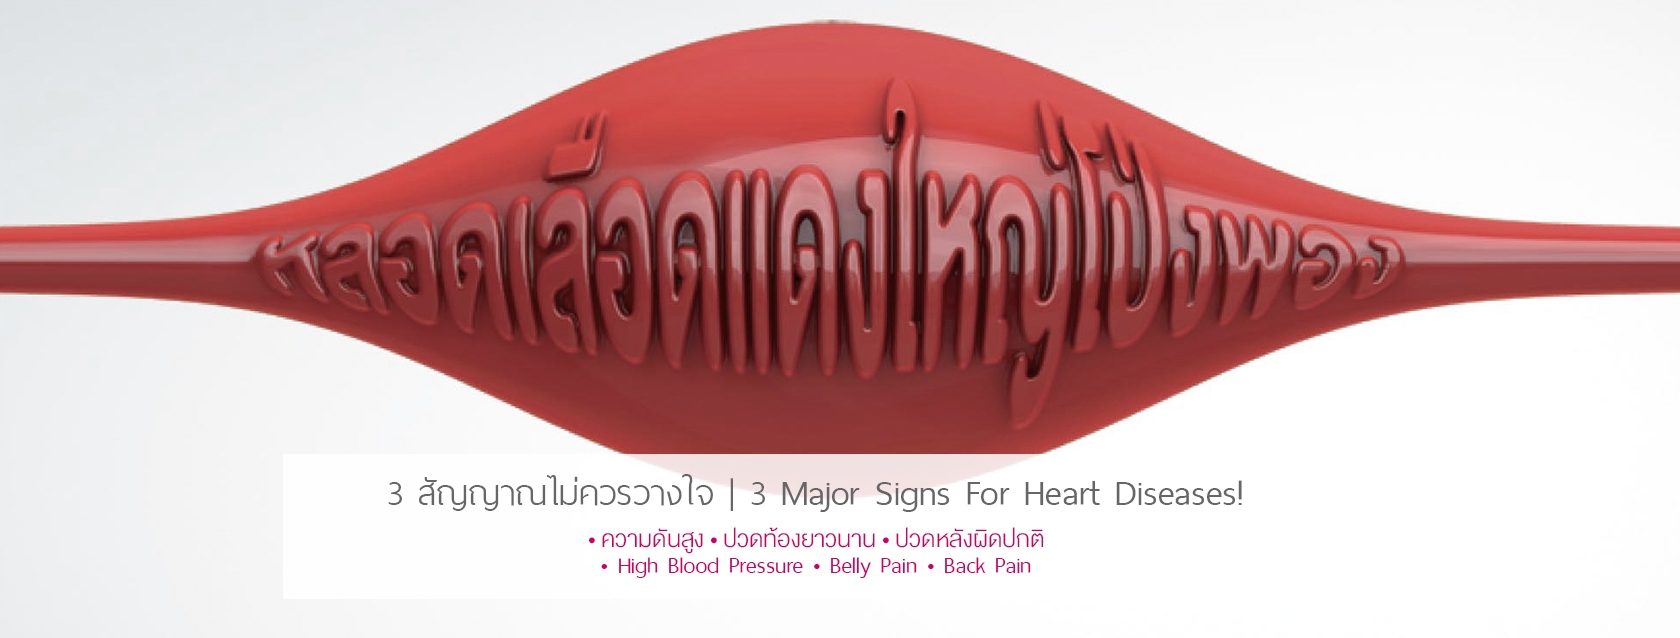 หลอดเลือดแดงใหญ่โป่งพอง
3 สัญญาณไม่ควรวางใจ | 3 Major Signs For Heart Diseases!
• ความดันสูง • ปวดท้องยาวนาน • ปวดหลังผิดปกติ
• High Blood Pressure • Belly Pain • Back Pain